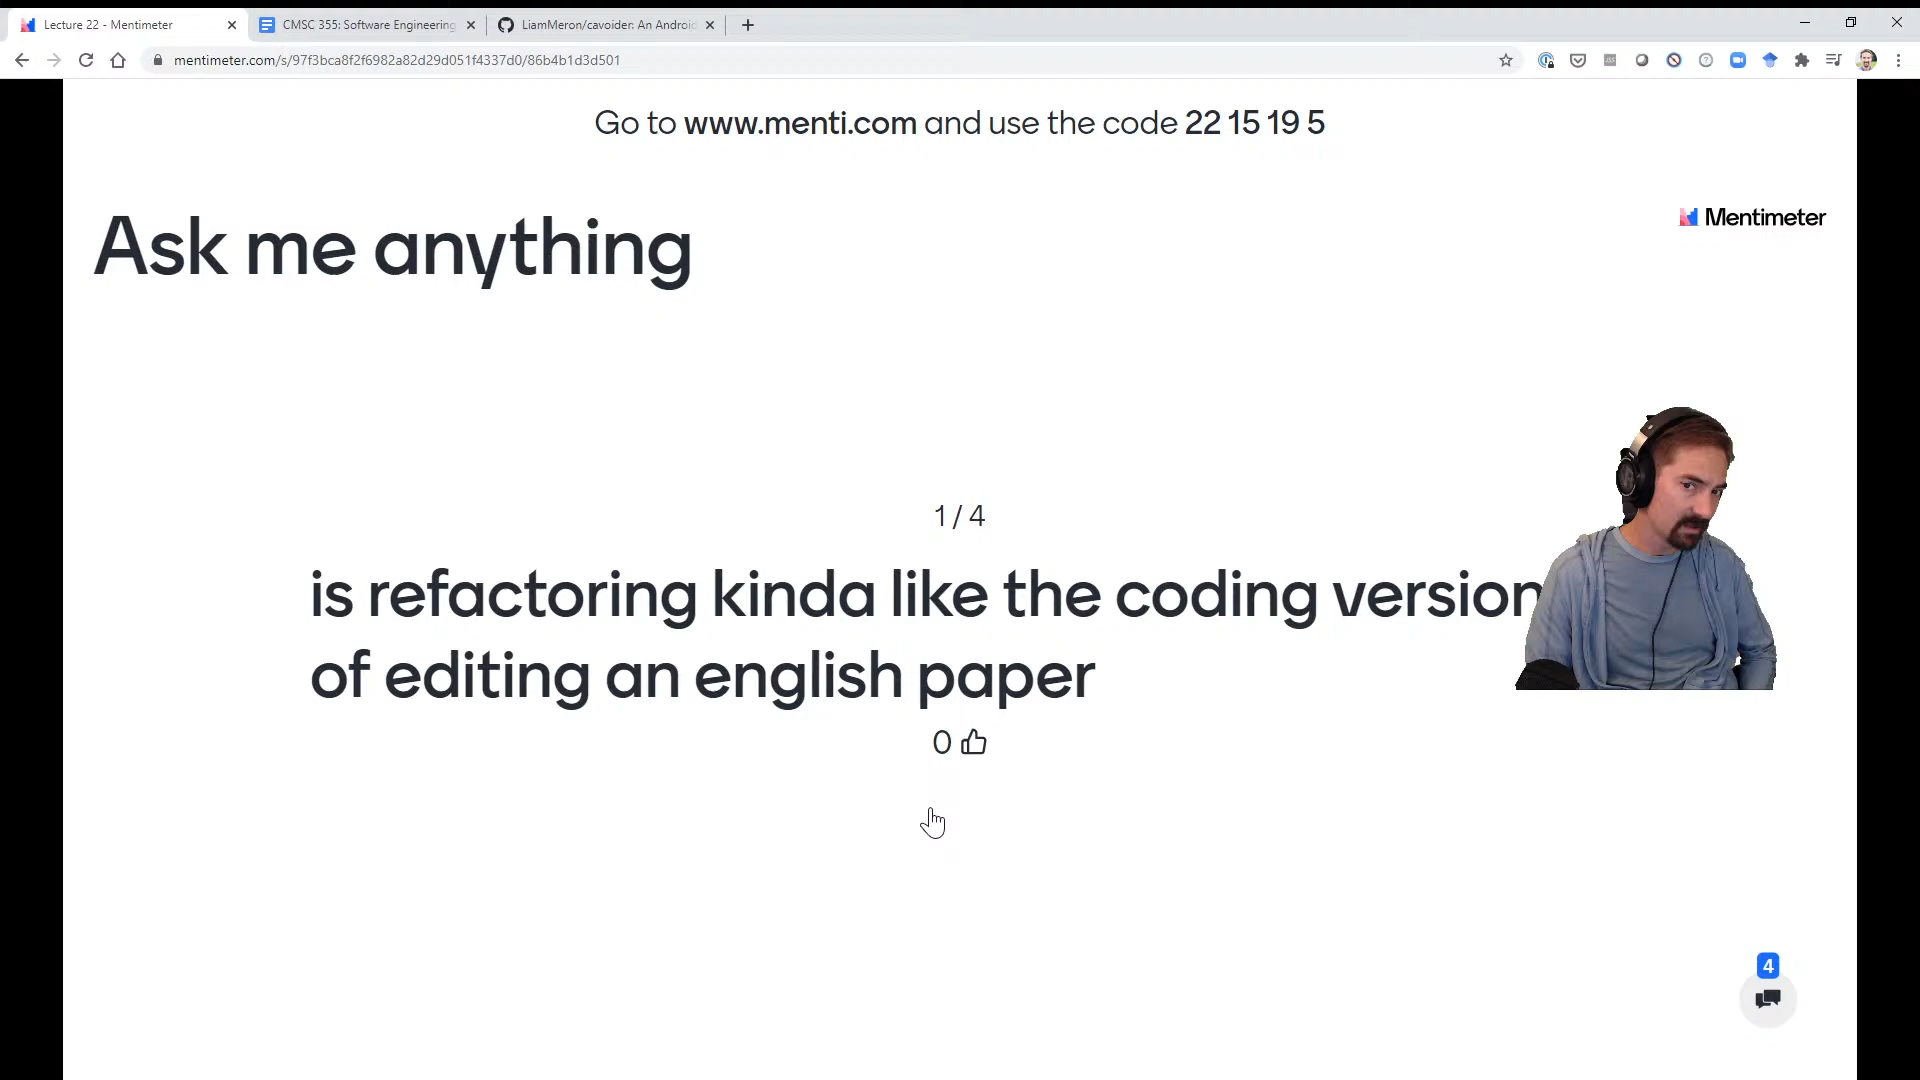 Lecture 22 - Mentimeter
CMSC 355: Software Engineering
LiamMeron/cavoider: An Androi
mentimeter.com/s/97f3bca8f2f6982a82d29d051f4337d0/86b4b1d3d501
Go to www.menti.com and use the code 22 15 19 5
Ask me anything
Mentimeter
1 / 4
is refactoring kinda like the coding version
of editing an english paper
0
4